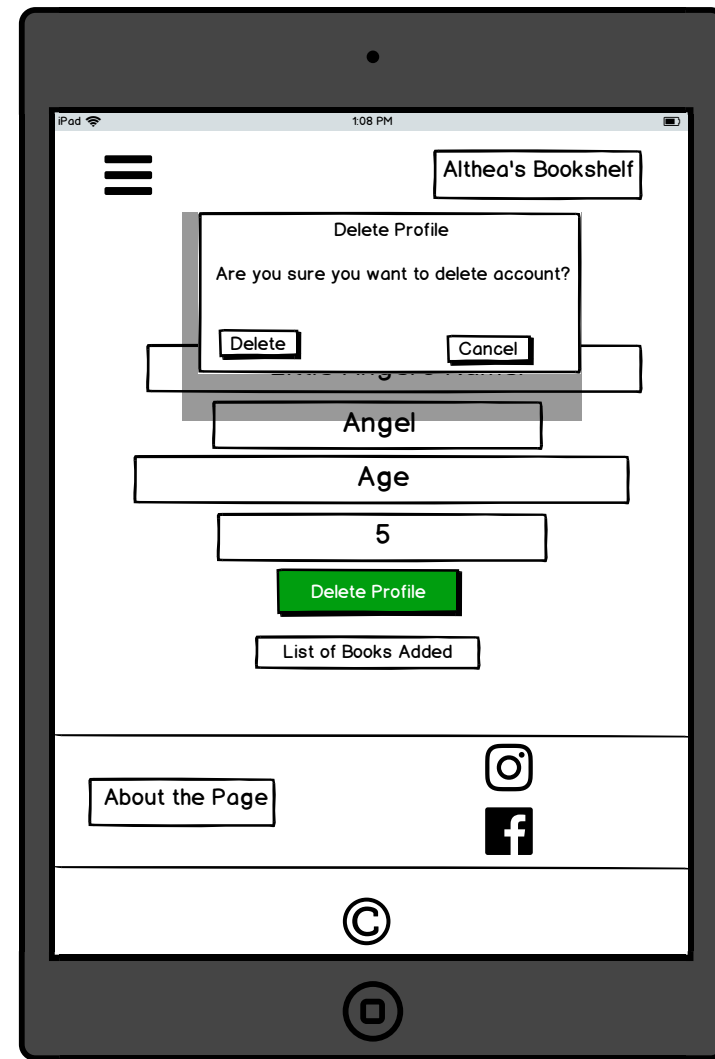 iPad 1:08 PM
Althea's Bookshelf
Delete Profile
Are you sure you want to delete account?
Delete Cancel
Angel
Age
5
Delete Profile
List of Books Added
About the Page
©